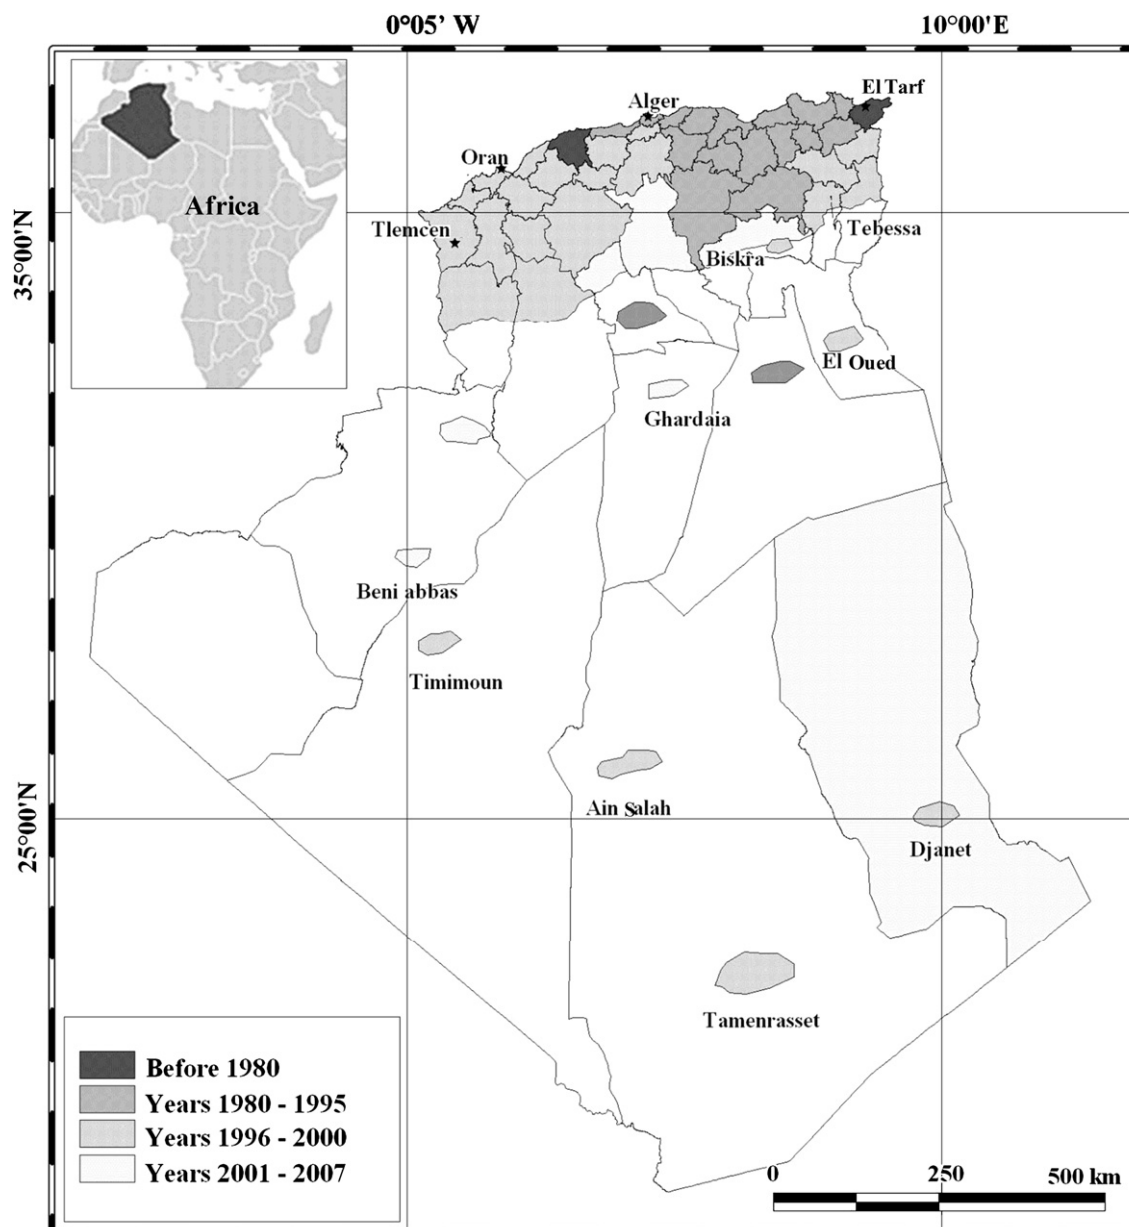 0°05’ W
10°00'E
El Tarf
Alger
Oran
Africa
35°00'N
Tlemcen
Tebessa
Biskra
El Oued
Ghardaia
Beni abbas
Timimoun
Ain Salah
25°00'N
Djanet
Tamenrasset
Before 1980
Years 1980 - 1995
Years 1996 - 2000
Years 2001 - 2007
0 250 500 km